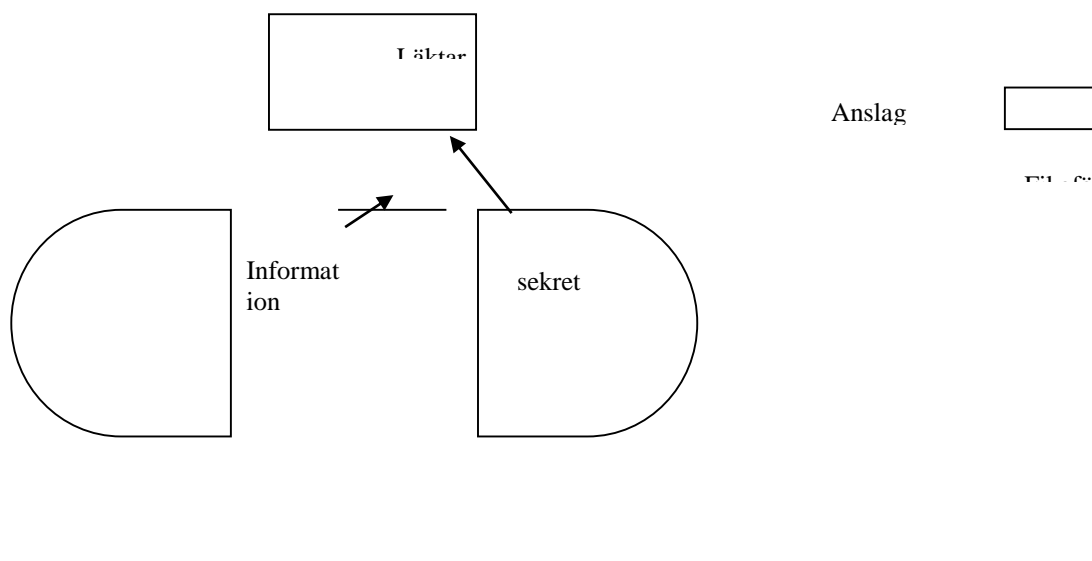 Läktar
Anslag
Informat
ion
sekret